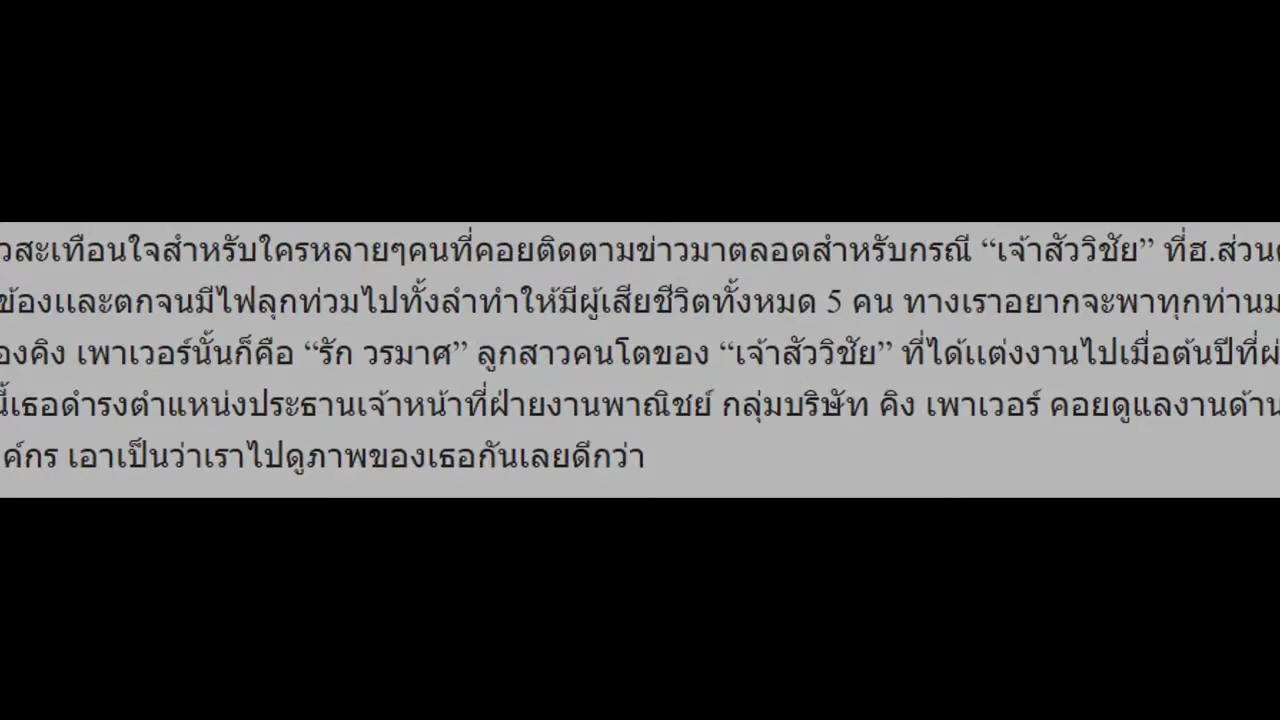 วสะเทือนใจสำหรับใครหลายๆคนที่คอยติดตามข่าวมาตลอดสำหรับกรณี “เจ้าสัววิชัย” ที่ฮ.ส่วน
ข้องและตกจนมีไฟลุกท่วมไปทั้งลำทำให้มีผู้เสียชีวิตทั้งหมด 5 คน ทางเราอยากจะพาทุกท่านม
องคิง เพาเวอร์นั้นก็คือ “รัก วรมาศ” ลูกสาวคนโตของ “เจ้าสัววิชัย” ที่ได้แต่งงานไปเมื่อต้นปีที่ผ่
นี้เธอดำรงตำแหน่งประธานเจ้าหน้าที่ฝ่ายงานพาณิชย์ กลุ่มบริษัท คิง เพาเวอร์ คอยดูแลงานด้าน
ค์กร เอาเป็นว่าเราไปดูภาพของเธอกันเลยดีกว่า